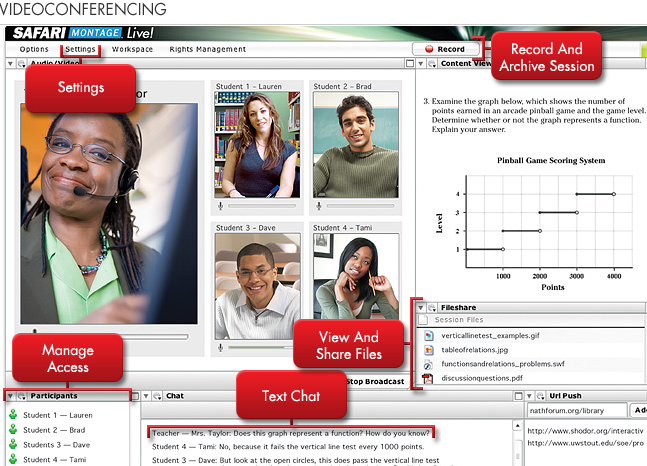 VIDEOCONFERENCING
SAFARI MONTAGE Live!
Options Settings Workspace Rights Management Record
Record And
Archive Session
Audio/Video
Content View
Settings
Student 1 – Lauren
Student 2 – Brad
3. Examine the graph below, which shows the number of
points earned in an arcade pinball game and the game level.
Determine whether or not the graph represents a function.
Explain your answer.
Pinball Game Scoring System
Level
4
3
2
1
1000 2000 3000 4000
Points
Student 3 – Dave
Student 4 – Tami
Fileshare
Session Files
verticallinetest_examples.gif
tableofrelations.jpg
functionsandrelations_problems.swf
discussionquestions.pdf
View And
Share Files
Manage
Access
Text Chat
Stop Broadcast
Participants
Student 1 — Lauren
Student 2 — Brad
Students 3 — Dave
Student 4 — Tami
Chat
Teacher — Mrs. Taylor: Does this graph represent a function? How do you know?
Student 4 — Tami: No, because it fails the vertical line test every 1000 points.
Student 3 — Dave: But look at the open circles, this does pass the vertical line test
Url Push
nathforum.org/library
http://www.shodor.org/interactiv
http://www.uwstout.edu/soe/pro